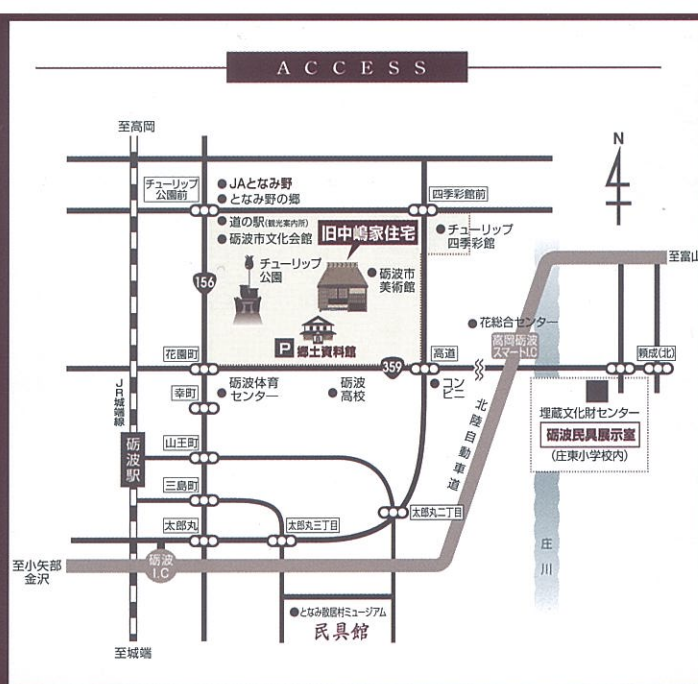 ACCESS
至高岡
N
チューリップ
公園前
JAとなみ野
となみ野の郷
道の駅(観光案内所)
砺波市文化会館
四季彩館前
チューリップ
四季彩館
旧中嶋家住宅
チューリップ
公園
砺波市
美術館
至富山
156
花総合センター
高岡砺波
スマートI.C
P 郷土資料館
花園町
359
高道
頼成(北)
JR城端線
幸町
砺波体育
センター
砺波
高校
コン
ビニ
埋蔵文化財センター
砺波民具展示室
(庄東小学校内)
北陸自動車道
山王町
砺波駅
三島町
太郎丸
太郎丸三丁目
太郎丸二丁目
庄川
至小矢部
金沢
砺波
I.C
となみ散居村ミュージアム
民具館
至城端